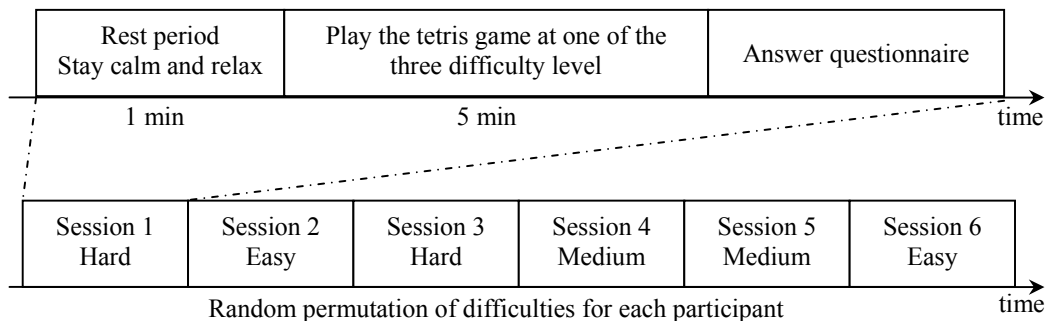 Rest period
Stay calm and relax
Play the tetris game at one of the
three difficulty level
Answer questionnaire
1 min
5 min
time
Session 1
Hard
Session 2
Easy
Session 3
Hard
Session 4
Medium
Session 5
Medium
Session 6
Easy
Random permutation of difficulties for each participant
time